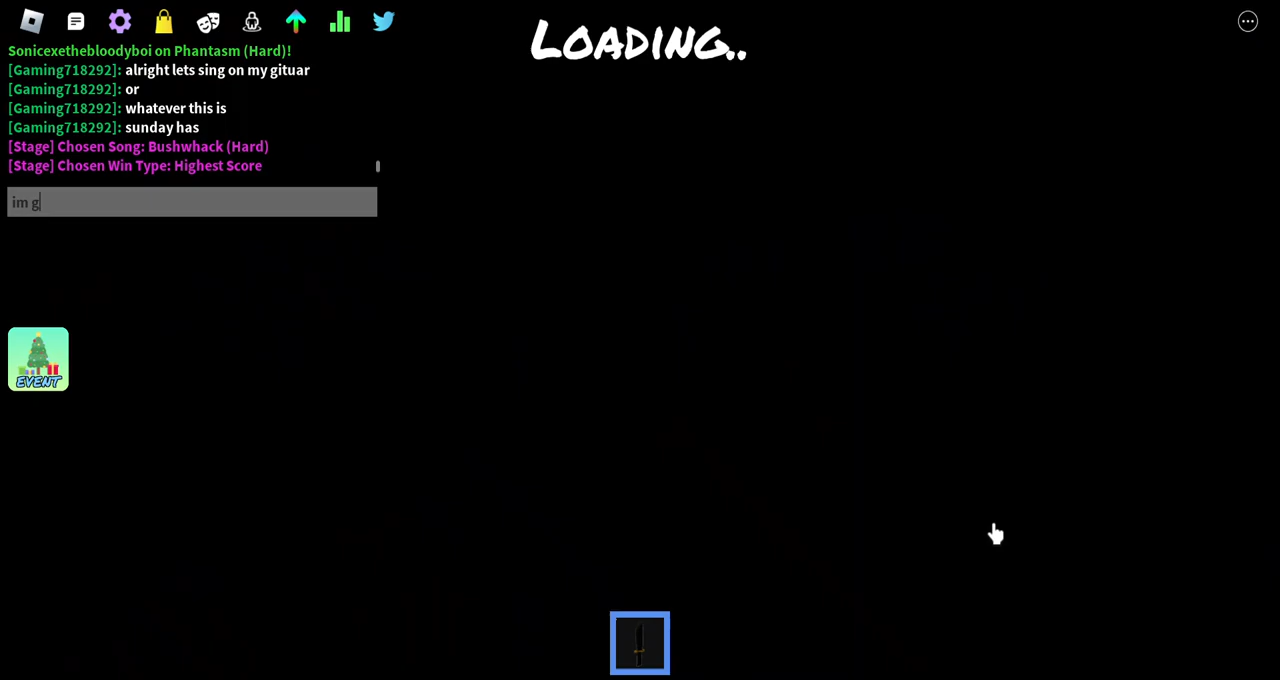 Loading..
Sonicexethebloodyboi on Phantasm (Hard)!
[Gaming718292]: alright lets sing on my gituar
[Gaming718292]: or
[Gaming718292]: whatever this is
[Gaming718292]: sunday has
[Stage] Chosen Song: Bushwhack (Hard)
[Stage] Chosen Win Type: Highest Score
im g
EVENT